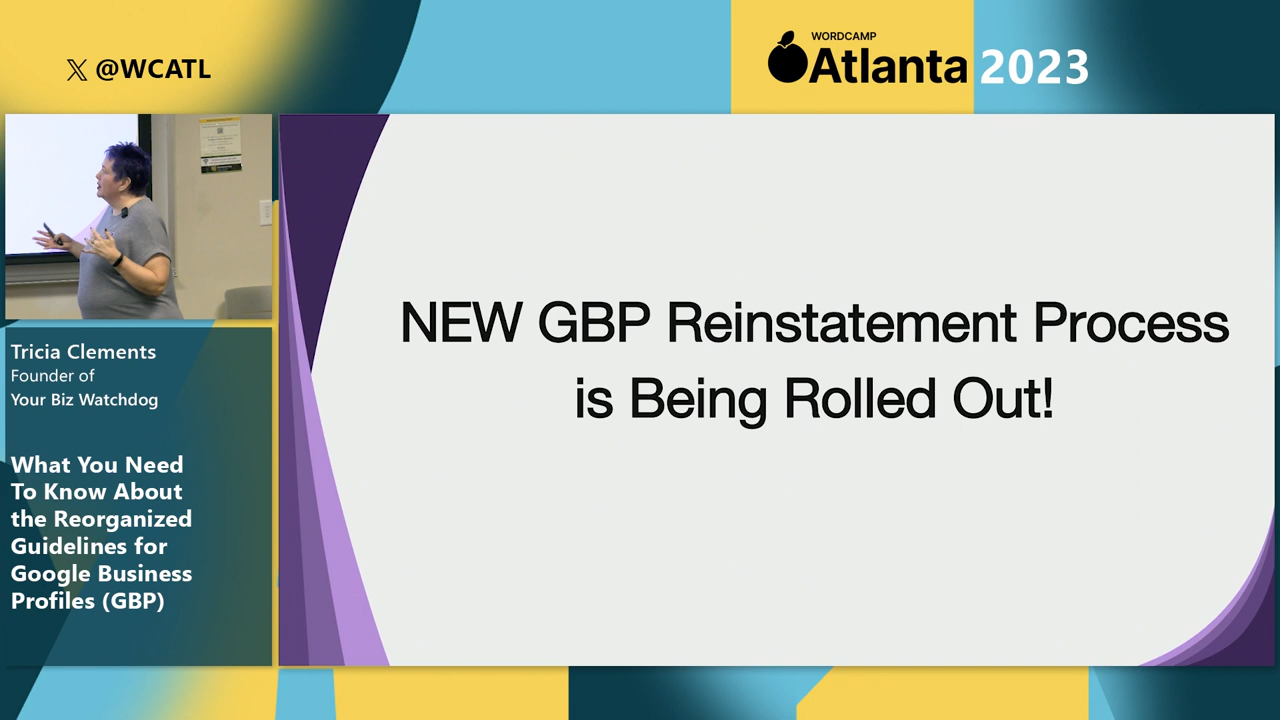 𝕏 @WCATL
WORDCAMP
Atlanta 2023
NEW GBP Reinstatement Process
is Being Rolled Out!
Tricia Clements
Founder of
Your Biz Watchdog
What You Need
To Know About
the Reorganized
Guidelines for
Google Business
Profiles (GBP)